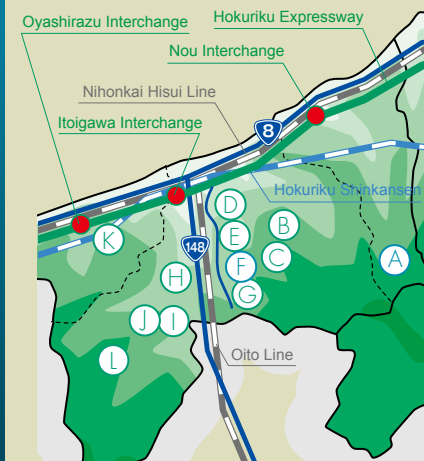 Oyashirazu Interchange
Hokuriku Expressway
Nou Interchange
Nihonkai Hisui Line
Itoigawa Interchange
8
Hokuriku Shinkansen
D
B
K
E
148
C
A
F
H
G
J
I
L
Oito Line